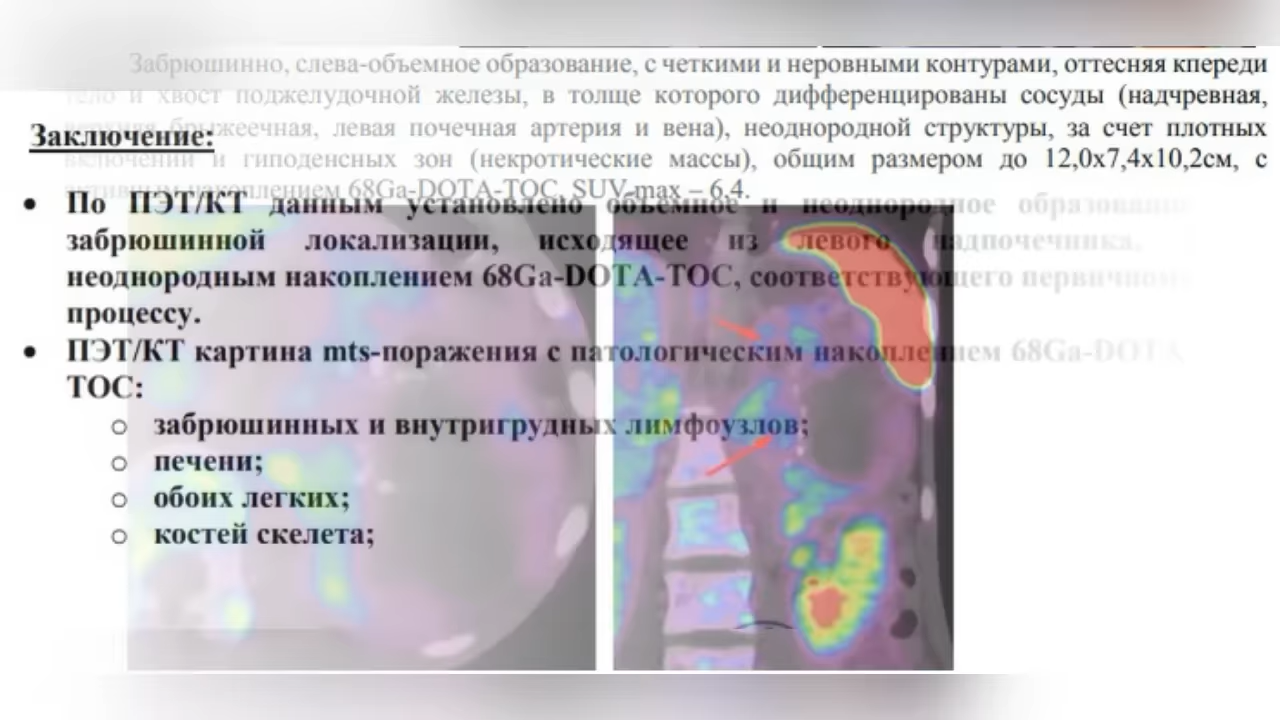 Забрюшинно, слева-объемное образование, с четкими и неровными контурами, оттесняя кпереди
тело и хвост поджелудочной железы, в толще которого дифференцированы сосуды (надчревная,
верхняя брыжеечная, левая почечная артерия и вена), неоднородной структуры, за счет плотных
включений и гиподенсных зон (некротические массы), общим размером до 12,0х7,4х10,2см, с
активным накоплением 68Ga-DOTA-TOC, SUV-max – 6,4.
Заключение:
• По ПЭТ/КТ данным установлено объемное и неоднородное образование
забрюшинной локализации, исходящее из левого надпочечника,
неоднородным накоплением 68Ga-DOTA-TOC, соответствующего
процессу.
• ПЭТ/КТ картина mts-поражения с патологическим накоплением 68Ga-DOTA
TOC:
o забрюшинных и внутригрудных лимфоузлов;
o печени;
o обоих легких;
o костей скелета;